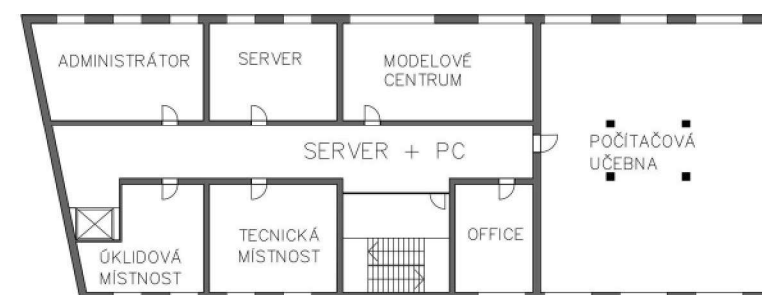 ADMINISTRÁTOR
SERVER
MODELOVÉ
CENTRUM
SERVER + PC
POČÍTAČOVÁ
UČEBNA
ÚKLIDOVÁ
MÍSTNOST
TECNICKÁ
MÍSTNOST
OFFICE